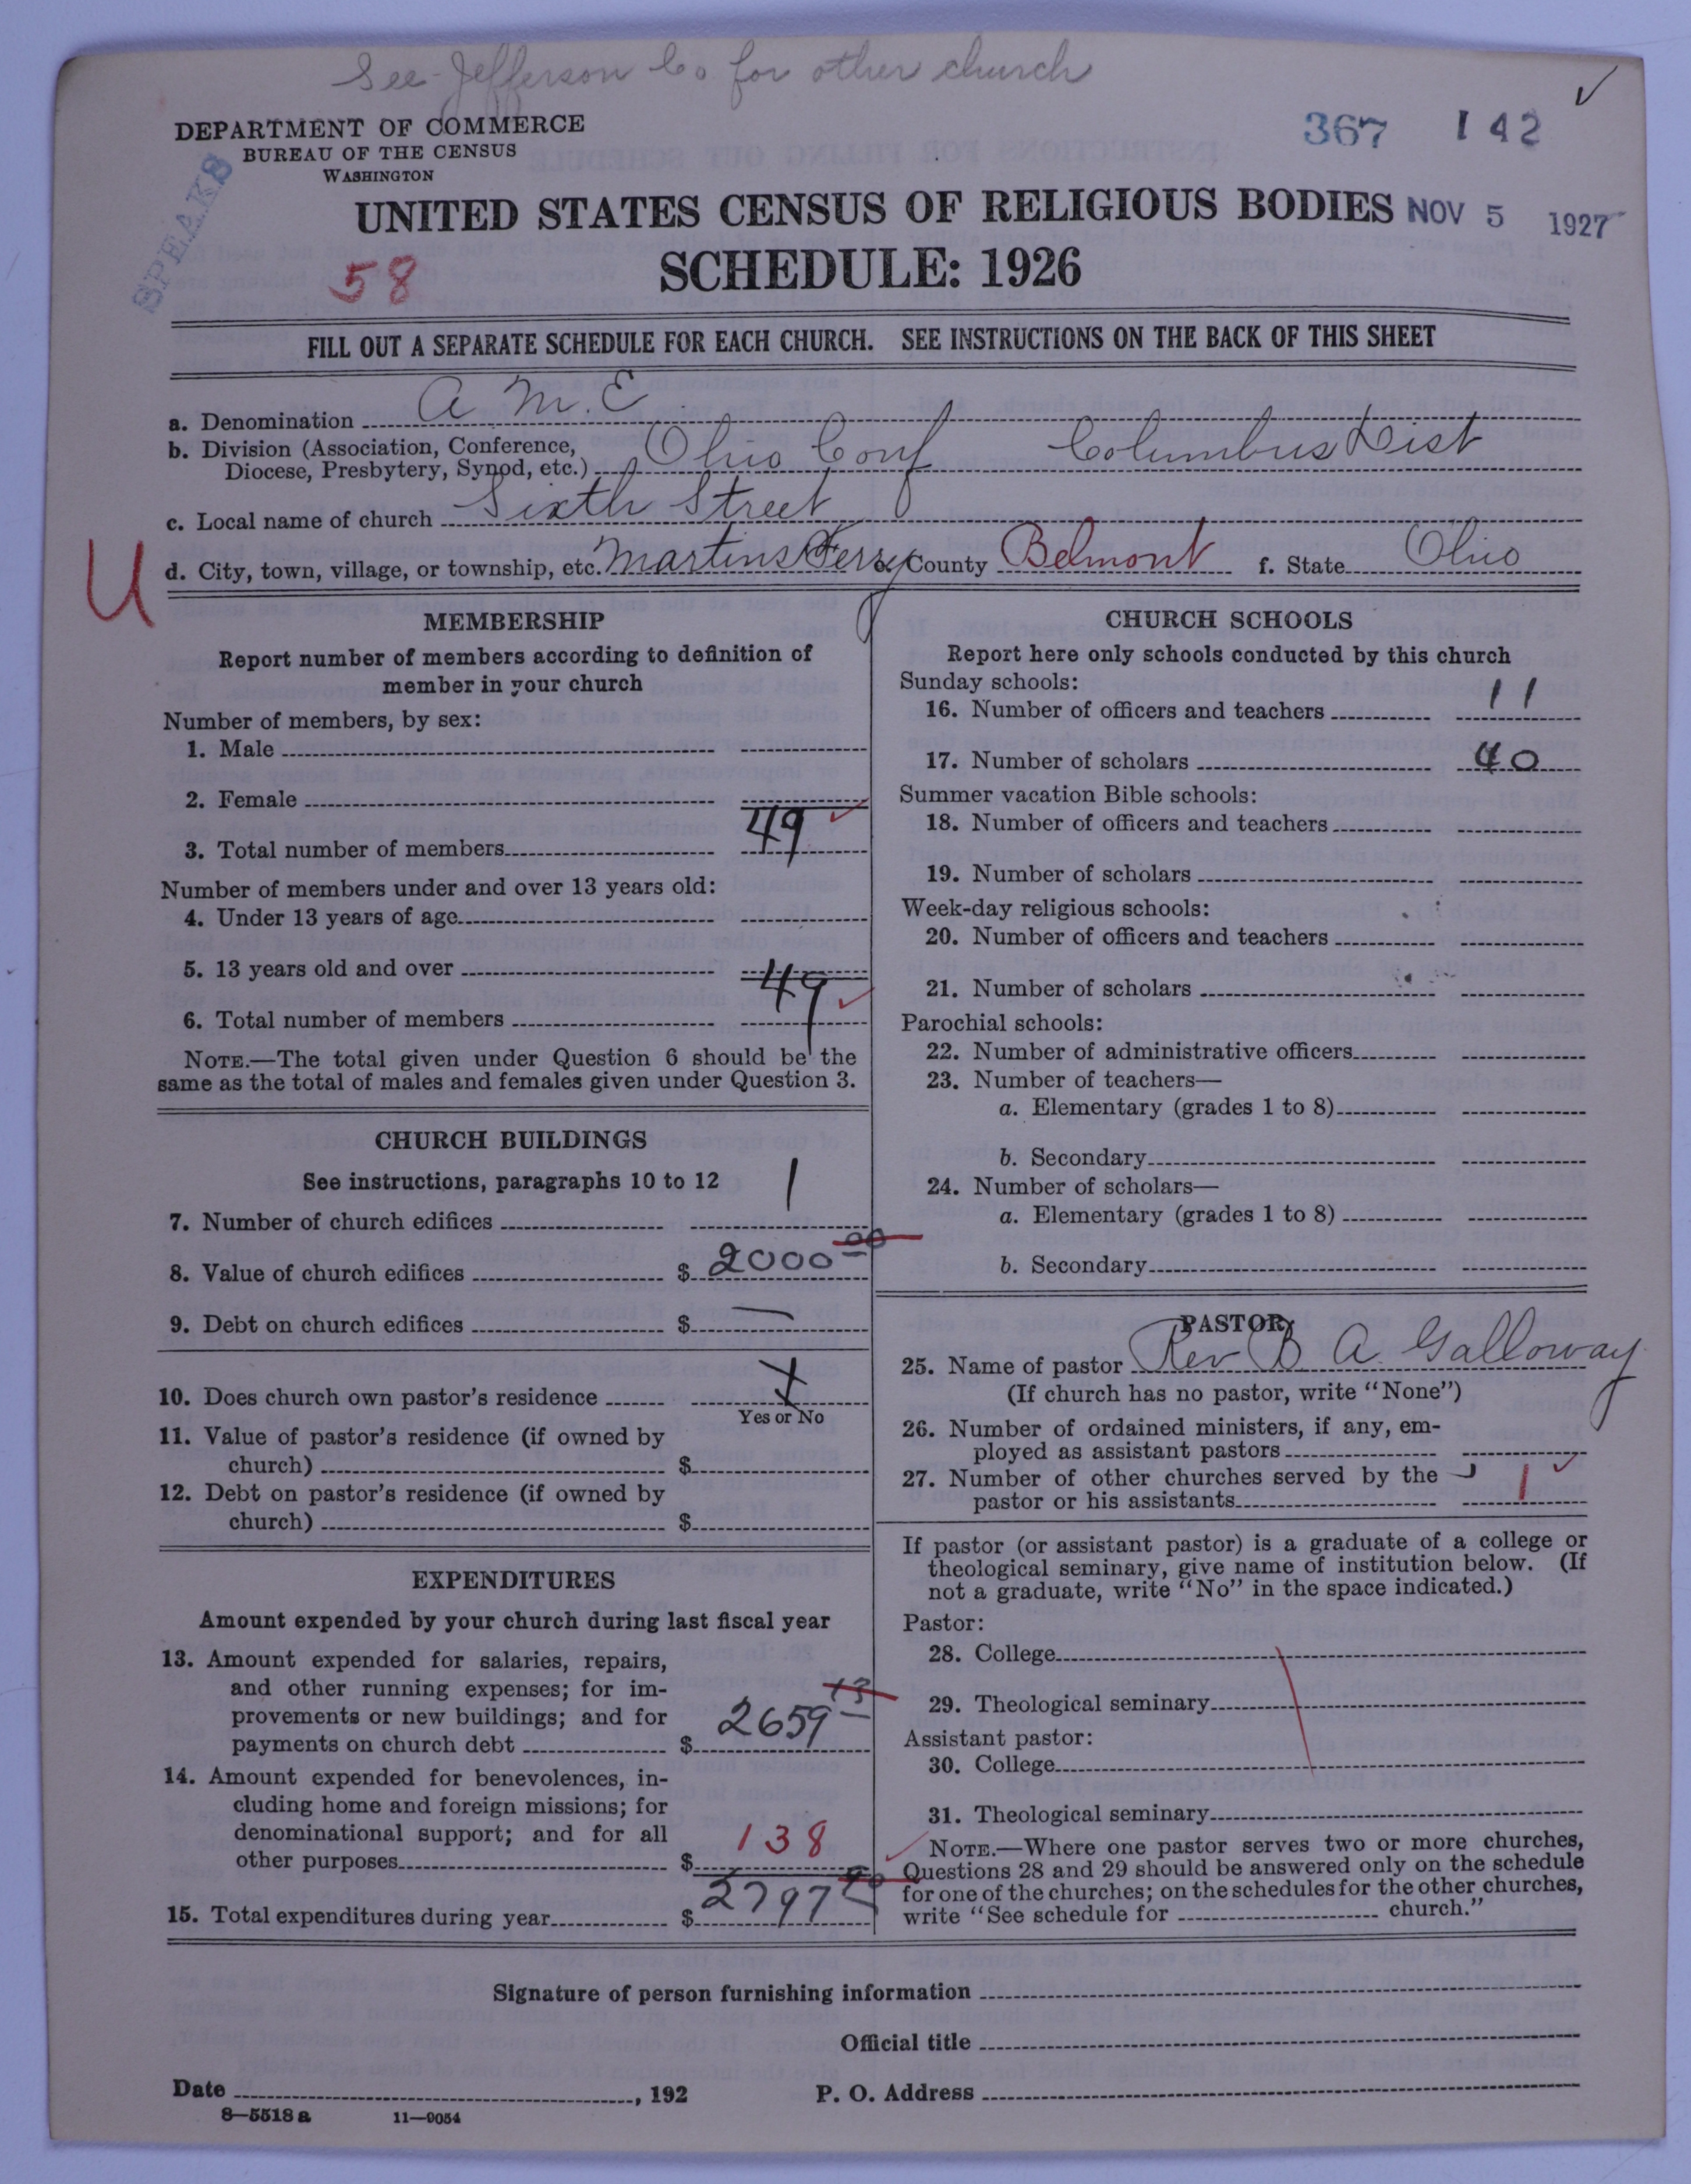 See Jefferson Co for other church
DEPARTMENT OF COMMERCE
BUREAU OF THE CENSUS
WASHINGTON
367 142
SPEAKS
UNITED STATES CENSUS OF RELIGIOUS BODIES NOV 5 1927
58
SCHEDULE: 1926
FILL OUT A SEPARATE SCHEDULE FOR EACH CHURCH. SEE INSTRUCTIONS ON THE BACK OF THIS SHEET
a. Denomination A. M. E
b. Division (Association, Conference,
Diocese, Presbytery, Synod, etc.) Ohio Conf Columbus Dist
c. Local name of church Sixth Street
U
d. City, town, village, or township, etc. Martins Ferry e. County Belmont f. State Ohio
MEMBERSHIP
Report number of members according to definition of
member in your church
Number of members, by sex:
1. Male
2. Female
3. Total number of members 49
Number of members under and over 13 years old:
4. Under 13 years of age
5. 13 years old and over
6. Total number of members 49
NOTE.—The total given under Question 6 should be the
same as the total of males and females given under Question 3.
CHURCH BUILDINGS
See instructions, paragraphs 10 to 12
7. Number of church edifices 1
8. Value of church edifices $ 2000 00
9. Debt on church edifices $ —
10. Does church own pastor's residence X
Yes or No
11. Value of pastor's residence (if owned by
church) $
12. Debt on pastor's residence (if owned by
church) $
EXPENDITURES
Amount expended by your church during last fiscal year
13. Amount expended for salaries, repairs,
and other running expenses; for im-
provements or new buildings; and for
payments on church debt $ 2659
14. Amount expended for benevolences, in-
cluding home and foreign missions; for
denominational support; and for all
other purposes $ 138
15. Total expenditures during year $ 2797
CHURCH SCHOOLS
Report here only schools conducted by this church
Sunday schools:
16. Number of officers and teachers 11
17. Number of scholars 40
Summer vacation Bible schools:
18. Number of officers and teachers
19. Number of scholars
Week-day religious schools:
20. Number of officers and teachers
21. Number of scholars
Parochial schools:
22. Number of administrative officers
23. Number of teachers—
a. Elementary (grades 1 to 8)
b. Secondary
24. Number of scholars—
a. Elementary (grades 1 to 8)
b. Secondary
PASTOR
25. Name of pastor Rev B. A. Galloway
(If church has no pastor, write "None")
26. Number of ordained ministers, if any, em-
ployed as assistant pastors
27. Number of other churches served by the
pastor or his assistants 1
If pastor (or assistant pastor) is a graduate of a college or
theological seminary, give name of institution below. (If
not a graduate, write "No" in the space indicated.)
Pastor:
28. College
29. Theological seminary
Assistant pastor:
30. College
31. Theological seminary
NOTE.—Where one pastor serves two or more churches,
Questions 28 and 29 should be answered only on the schedule
for one of the churches; on the schedules for the other churches,
write "See schedule for church."
Signature of person furnishing information
Official title
Date , 192 P. O. Address
8—5518 a 11—9054